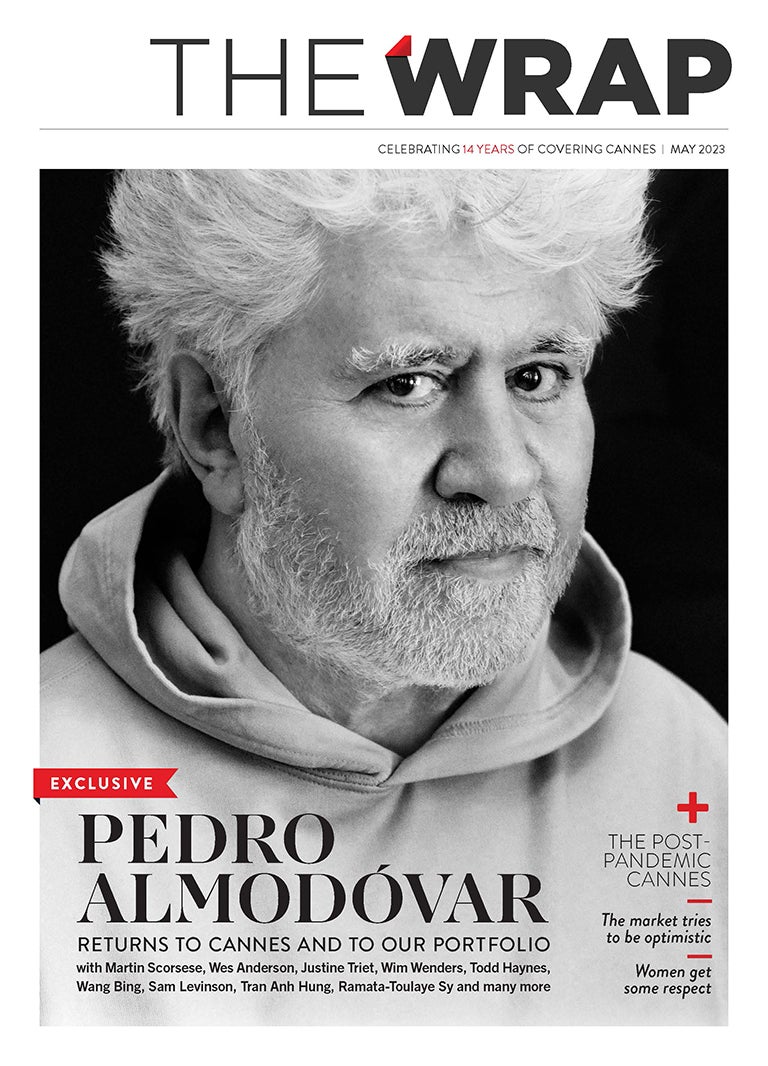 THE WRAP
CELEBRATING 14 YEARS OF COVERING CANNES | MAY 2023
EXCLUSIVE
PEDRO
ALMODÓVAR
RETURNS TO CANNES AND TO OUR PORTFOLIO
with Martin Scorsese, Wes Anderson, Justine Triet, Wim Wenders, Todd Haynes,
Wang Bing, Sam Levinson, Tran Anh Hung, Ramata-Toulaye Sy and many more
+
THE POST-
PANDEMIC
CANNES
The market tries
to be optimistic
Women get
some respect